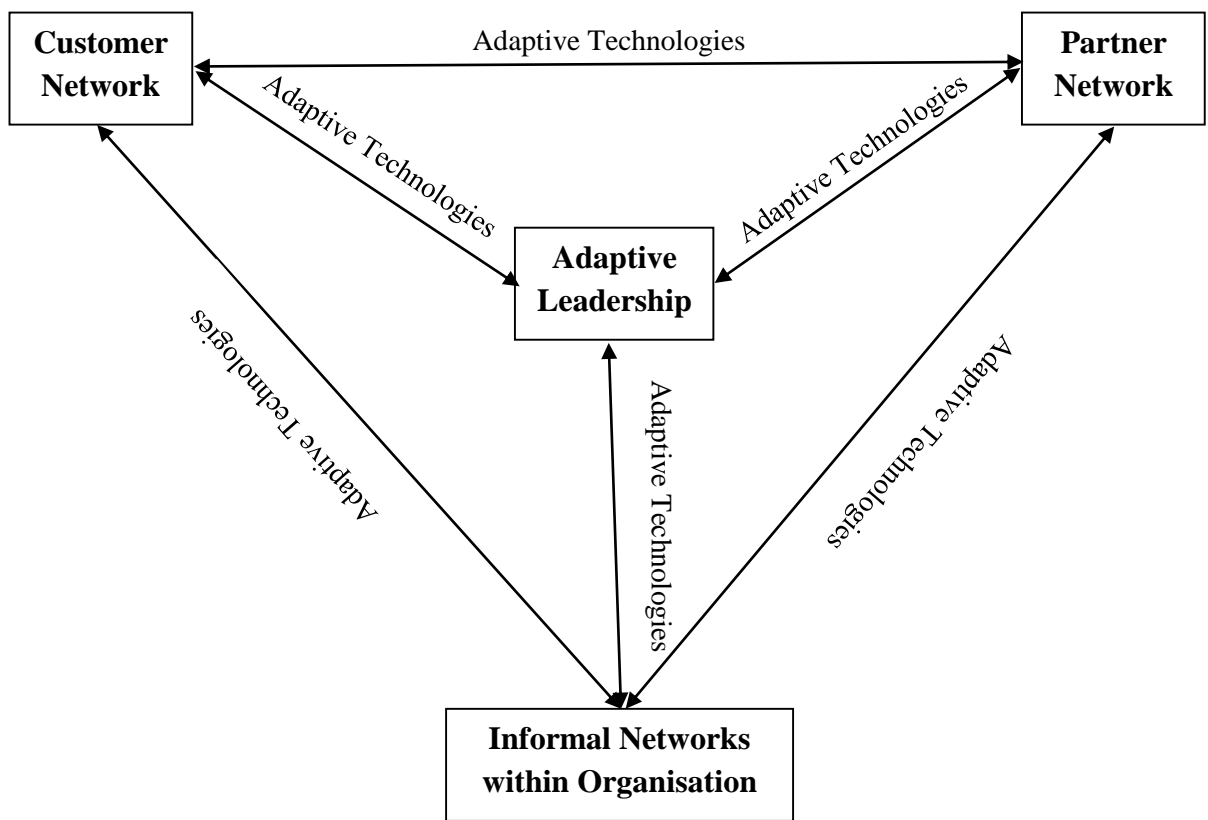 Customer
Network
Adaptive Technologies
Partner
Network
Adaptive Technologies
Adaptive Technologies
Adaptive
Leadership
Adaptive Technologies
Adaptive Technologies
Adaptive Technologies
Informal Networks
within Organisation